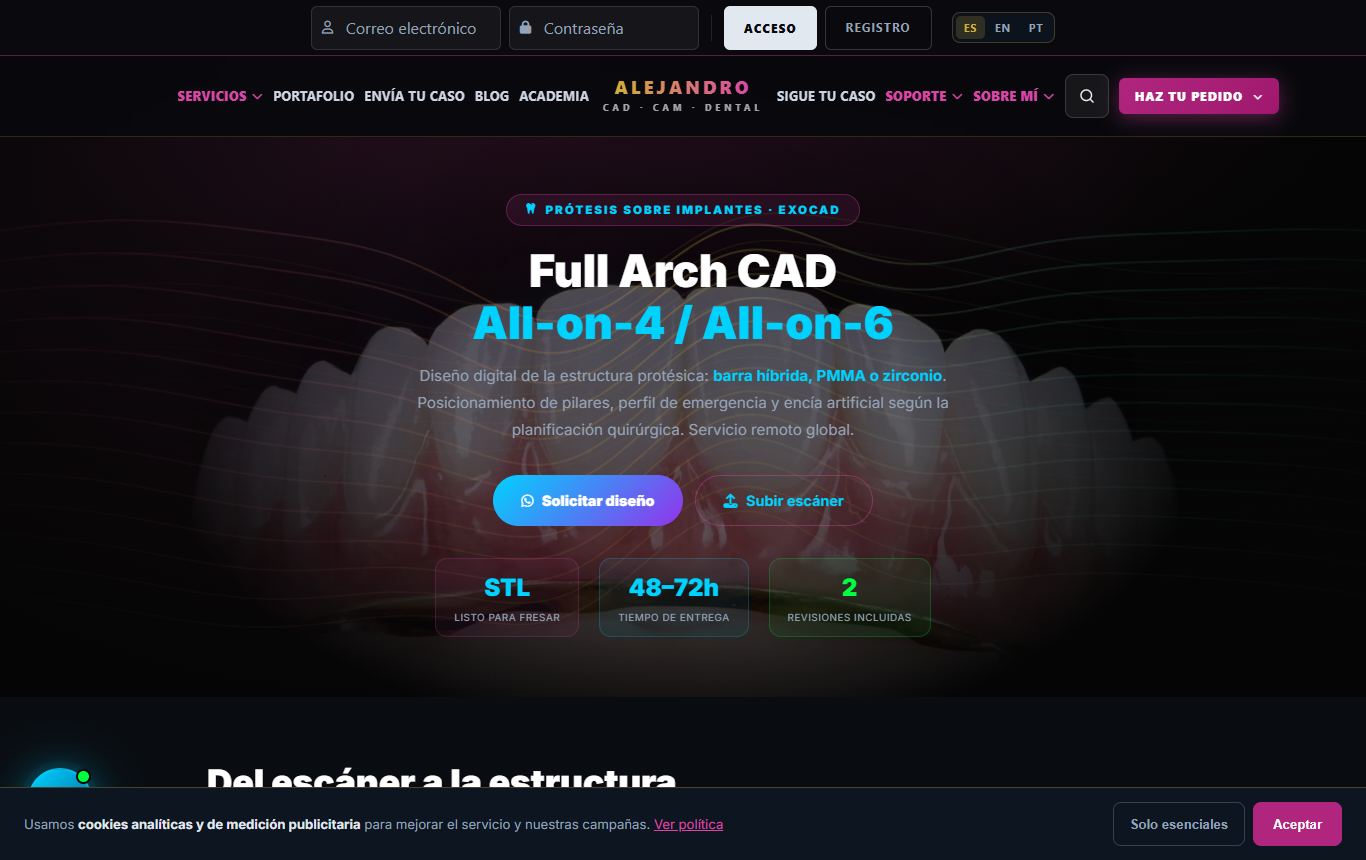 Correo electrónico
Contraseña
ACCESO
REGISTRO
ES EN PT
SERVICIOS PORTAFOLIO ENVÍA TU CASO BLOG ACADEMIA
ALEJANDRO
CAD · CAM · DENTAL
SIGUE TU CASO SOPORTE SOBRE MÍ
HAZ TU PEDIDO
PRÓTESIS SOBRE IMPLANTES · EXOCAD
Full Arch CAD
All-on-4 / All-on-6
Diseño digital de la estructura protésica: barra híbrida, PMMA o zirconio.
Posicionamiento de pilares, perfil de emergencia y encía artificial según la
planificación quirúrgica. Servicio remoto global.
Solicitar diseño
Subir escáner
STL
LISTO PARA FRESAR
48–72h
TIEMPO DE ENTREGA
2
REVISIONES INCLUIDAS
Del escáner a la estructura
Usamos cookies analíticas y de medición publicitaria para mejorar el servicio y nuestras campañas. Ver política
Solo esenciales
Aceptar